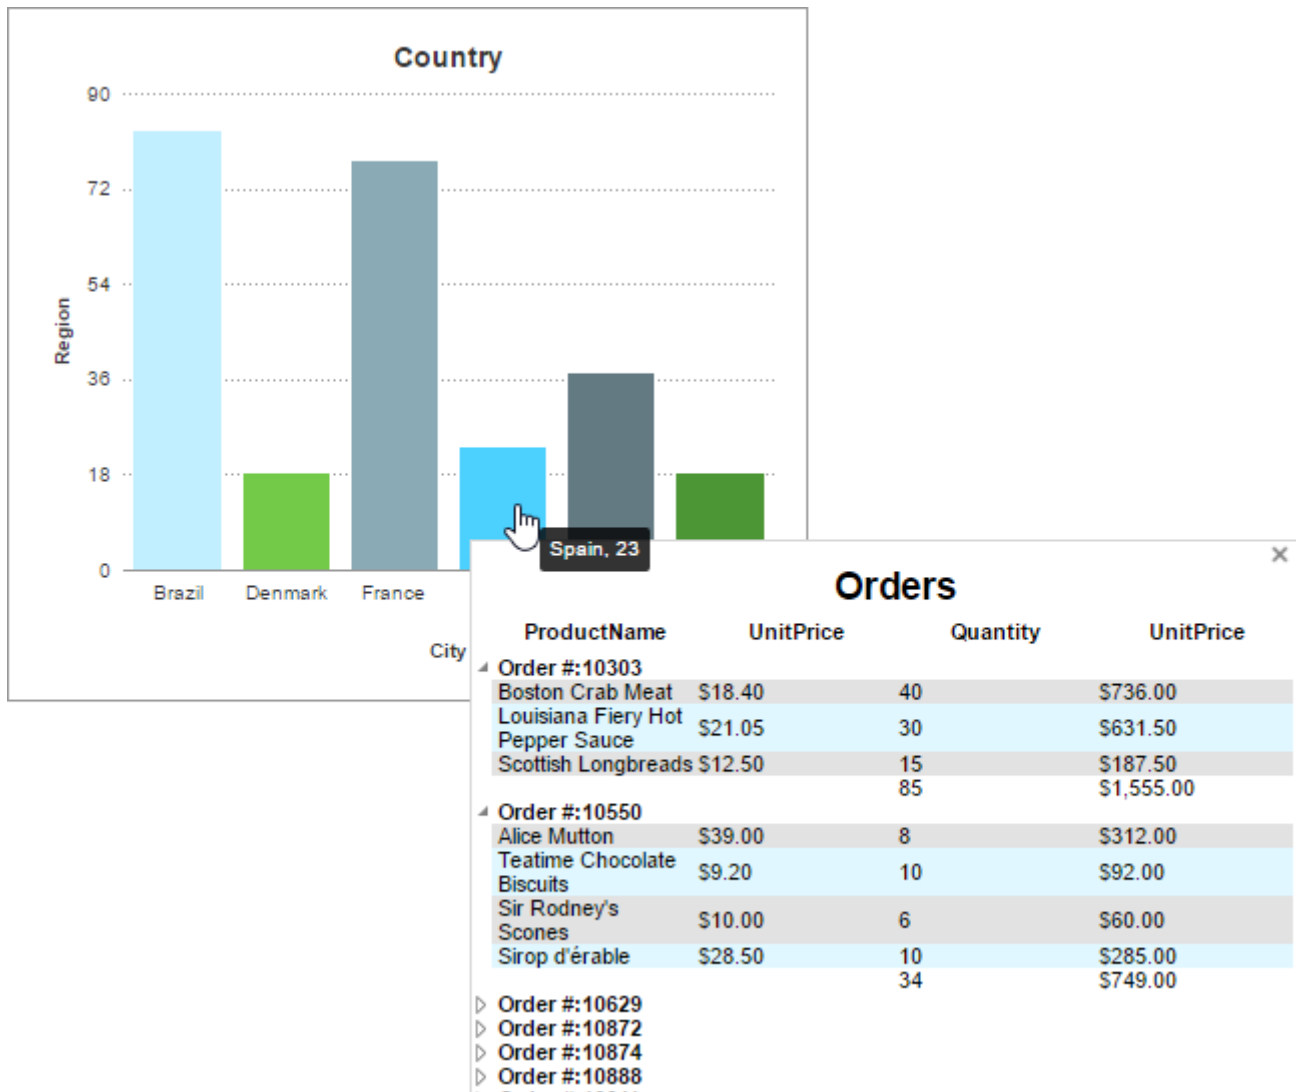 Country
90
72
54
36
18
0
Region
Brazil Denmark France
City
Spain, 23
Orders
ProductName UnitPrice Quantity UnitPrice
Order #:10303
Boston Crab Meat $18.40 40 $736.00
Louisiana Fiery Hot
Pepper Sauce $21.05 30 $631.50
Scottish Longbreads $12.50 15 $187.50
85 $1,555.00
Order #:10550
Alice Mutton $39.00 8 $312.00
Teatime Chocolate
Biscuits $9.20 10 $92.00
Sir Rodney's
Scones $10.00 6 $60.00
Sirop d'érable $28.50 10 $285.00
34 $749.00
Order #:10629
Order #:10872
Order #:10874
Order #:10888